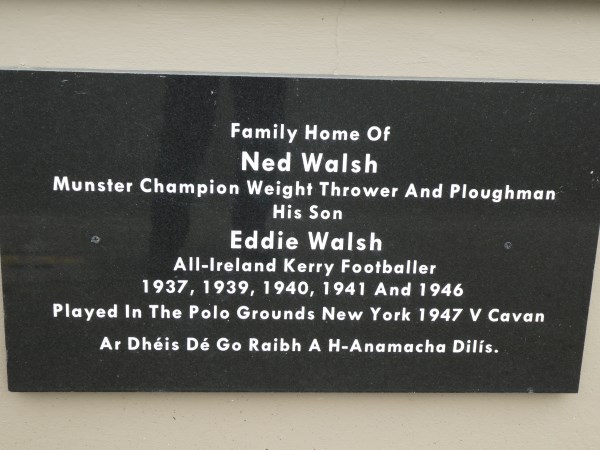 Family Home Of
Ned Walsh
Munster Champion Weight Thrower And Ploughman
His Son
Eddie Walsh
All-Ireland Kerry Footballer
1937, 1939, 1940, 1941 And 1946
Played In The Polo Grounds New York 1947 V Cavan
Ar Dhéis Dé Go Raibh A H-Anamacha Dilís.